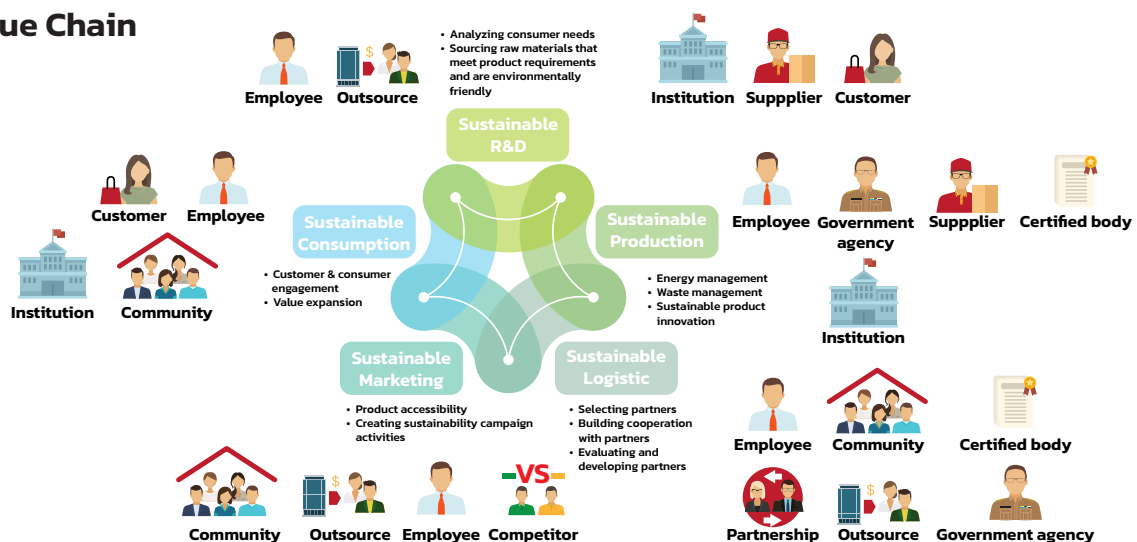 ue Chain
• Analyzing consumer needs
• Sourcing raw materials that
meet product requirements
and are environmentally
friendly
$
Employee Outsource
Institution Suppplier Customer
Sustainable
R&D
Customer Employee
Sustainable
Consumption
Sustainable
Production
Employee Government
agency
Suppplier Certified body
• Customer & consumer
engagement
• Value expansion
• Energy management
• Waste management
• Sustainable product
innovation
Institution Community
Institution
Sustainable
Marketing
Sustainable
Logistic
• Product accessibility
• Creating sustainability campaign
activities
• Selecting partners
• Building cooperation
with partners
• Evaluating and
developing partners
Employee Community Certified body
VS
$
Community Outsource Employee Competitor
$
Partnership Outsource Government agency